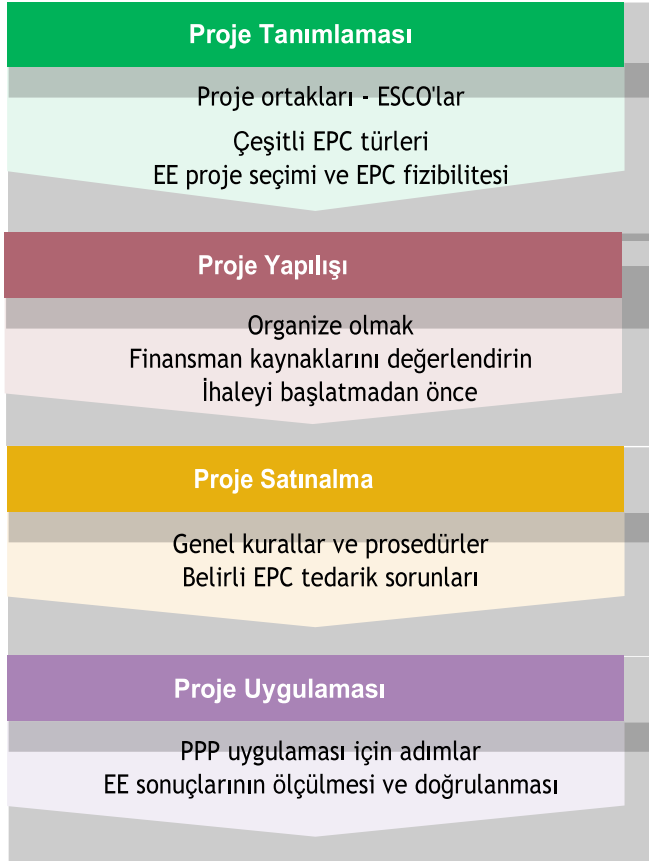 Proje Tanımlaması
Proje ortakları - ESCO'lar
Çeşitli EPC türleri
EE proje seçimi ve EPC fizibilitesi
Proje Yapılışı
Organize olmak
Finansman kaynaklarını değerlendirin
İhaleyi başlatmadan önce
Proje Satınalma
Genel kurallar ve prosedürler
Belirli EPC tedarik sorunları
Proje Uygulaması
PPP uygulaması için adımlar
EE sonuçlarının ölçülmesi ve doğrulanması